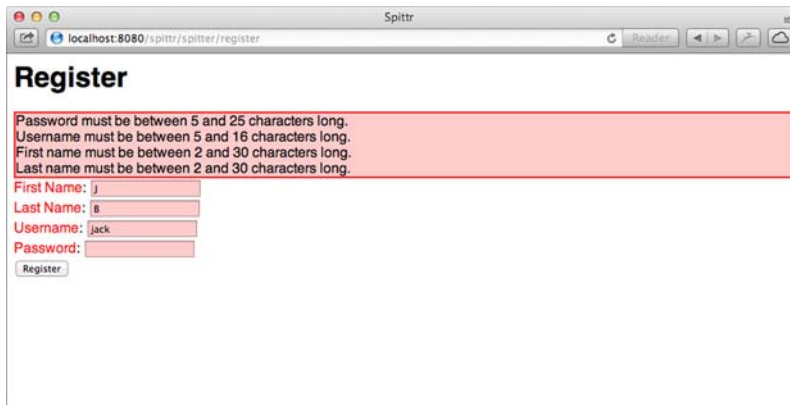 Spittr
localhost:8080/spittr/spitter/register
Reader
Register
Password must be between 5 and 25 characters long.
Username must be between 5 and 16 characters long.
First name must be between 2 and 30 characters long.
Last name must be between 2 and 30 characters long.
First Name: J
Last Name: B
Username: jack
Password:
Register